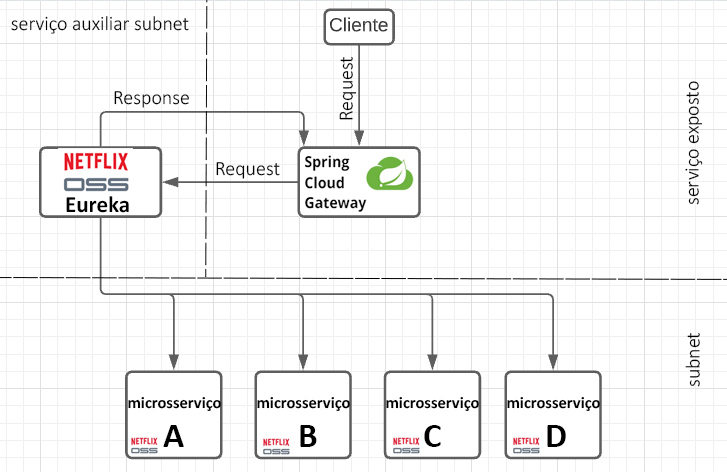 serviço auxiliar subnet
Cliente
Request
Response
serviço exposto
NETFLIX
OSS
Eureka
Request
Spring
Cloud
Gateway
subnet
microsserviço
NETFLIX
OSS
A
microsserviço
NETFLIX
OSS
B
microsserviço
NETFLIX
OSS
C
microsserviço
NETFLIX
OSS
D